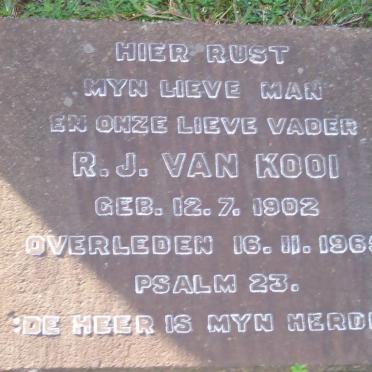 HIER RUST
MYN LIEVE MAN
EN ONZE LIEVE VADER
R. J. VAN KOOI
GEB. 12. 7. 1902
OVERLEDEN 16. 11. 196
PSALM 23.
:DE HEER IS MYN